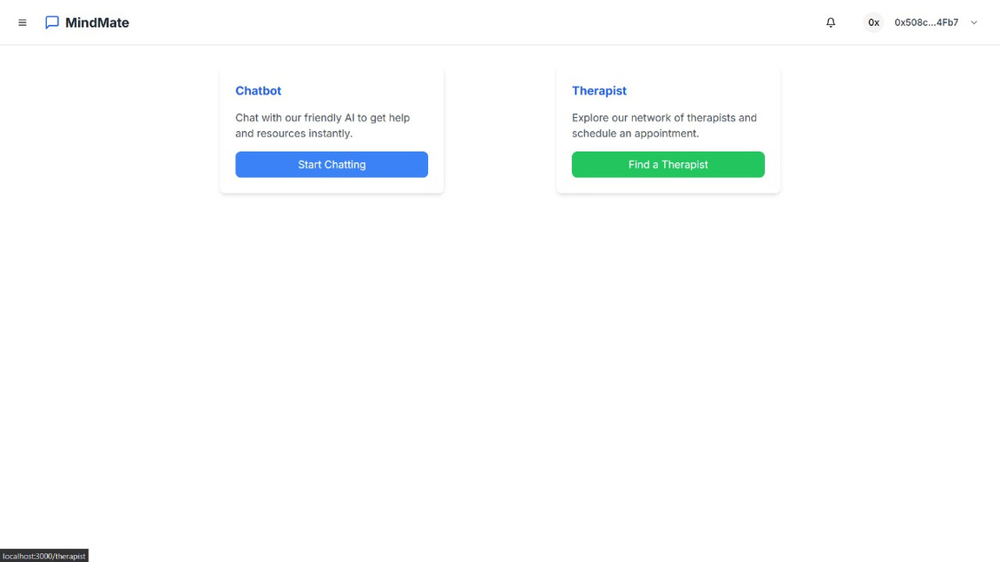 MindMate
0x
0x508c...4Fb7
Chatbot
Chat with our friendly AI to get help
and resources instantly.
Start Chatting
Therapist
Explore our network of therapists and
schedule an appointment.
Find a Therapist
localhost:3000/therapist